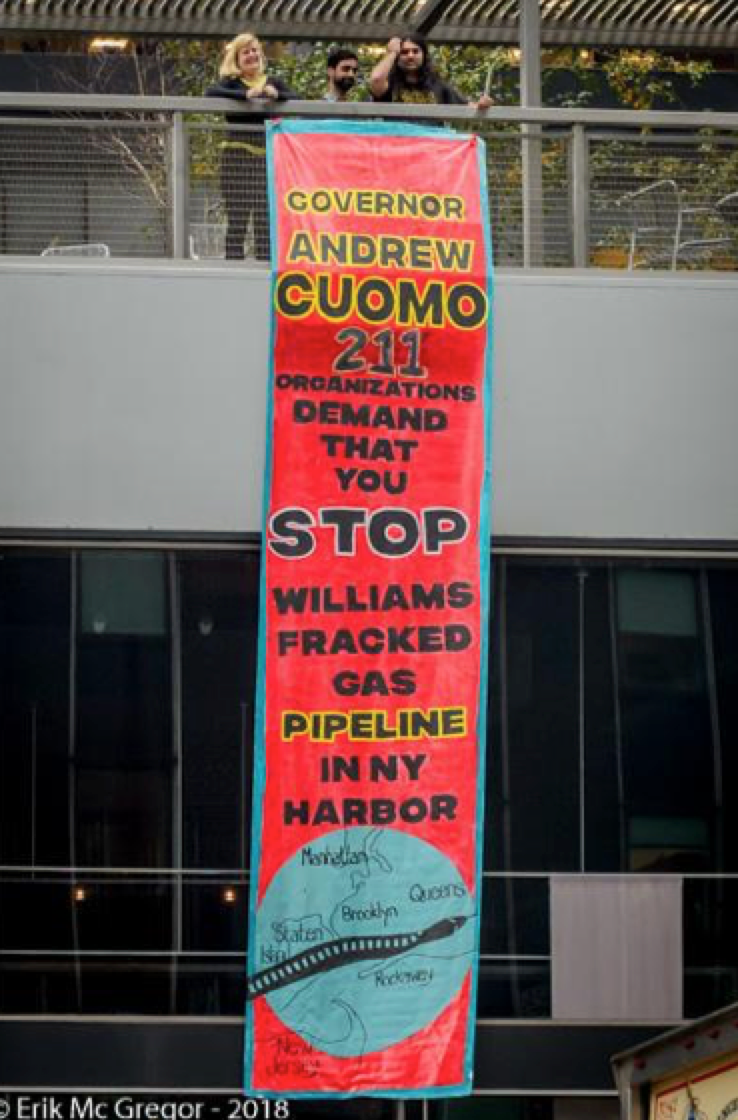 GOVERNOR
ANDREW
CUOMO
211
ORGANIZATIONS
DEMAND
THAT
YOU
STOP
WILLIAMS
FRACKED
GAS
PIPELINE
IN NY
HARBOR
Manhattan
Queens
Brooklyn
Staten
Rockaway
New
Jersey
© Erik Mc Gregor - 2018